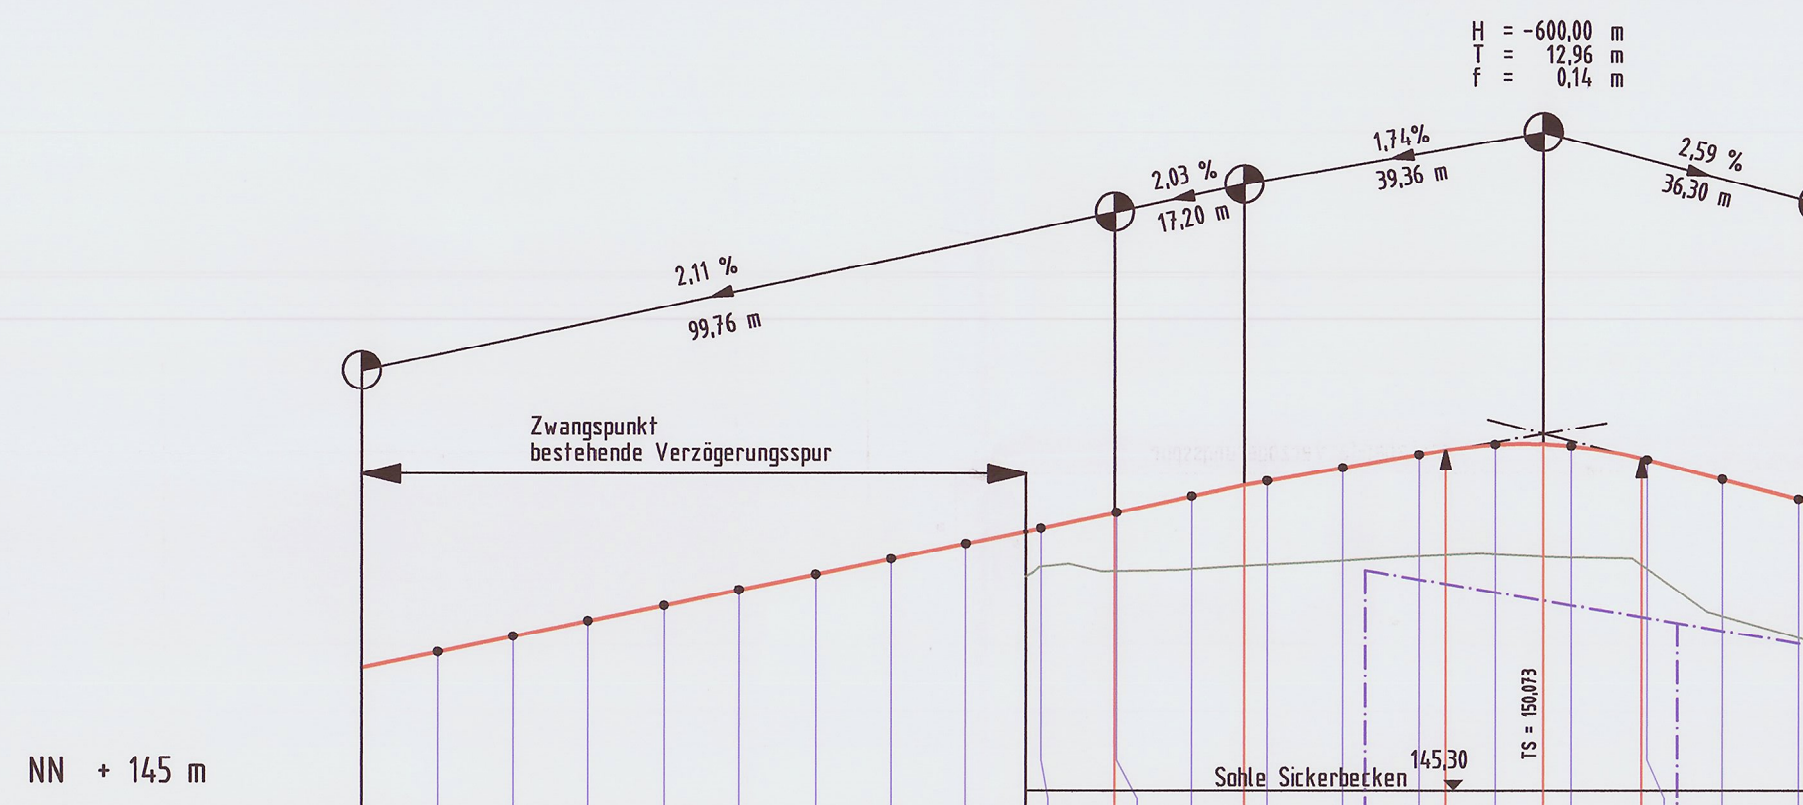 H = -600,00 m
T = 12,96 m
f = 0,14 m
1,74%
39,36 m
2,59 %
36,30 m
2,03 %
17,20 m
2,11 %
99,76 m
Zwangspunkt
bestehende Verzögerungsspur
TS = 150,073
145,30
Sohle Sickerbecken
NN + 145 m